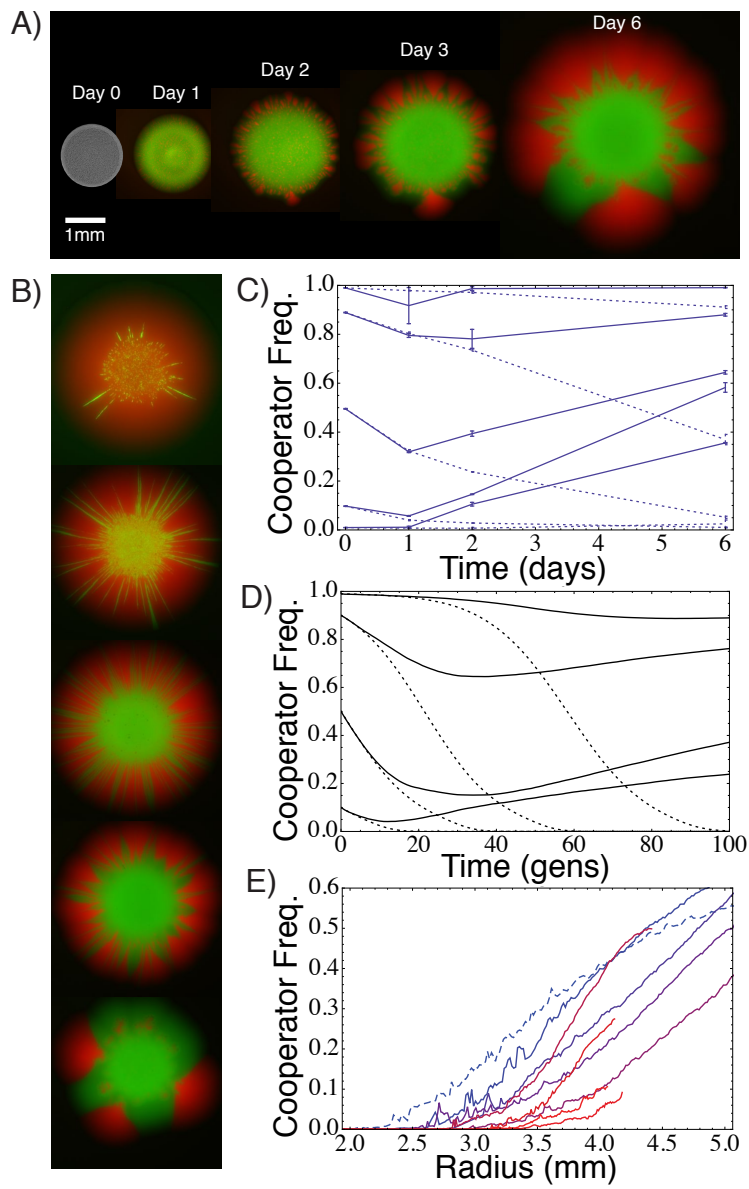 A)
Day 0
Day 1
Day 2
Day 3
Day 6
1mm
B)
C)
Cooperator Freq.
1.0
0.8
0.6
0.4
0.2
0.0
0 1 2 3 4 5 6
Time (days)
D)
Cooperator Freq.
1.0
0.8
0.6
0.4
0.2
0.0
0 20 40 60 80 100
Time (gens)
E)
Cooperator Freq.
0.6
0.5
0.4
0.3
0.2
0.1
0.0
2.0 2.5 3.0 3.5 4.0 4.5 5.0
Radius (mm)